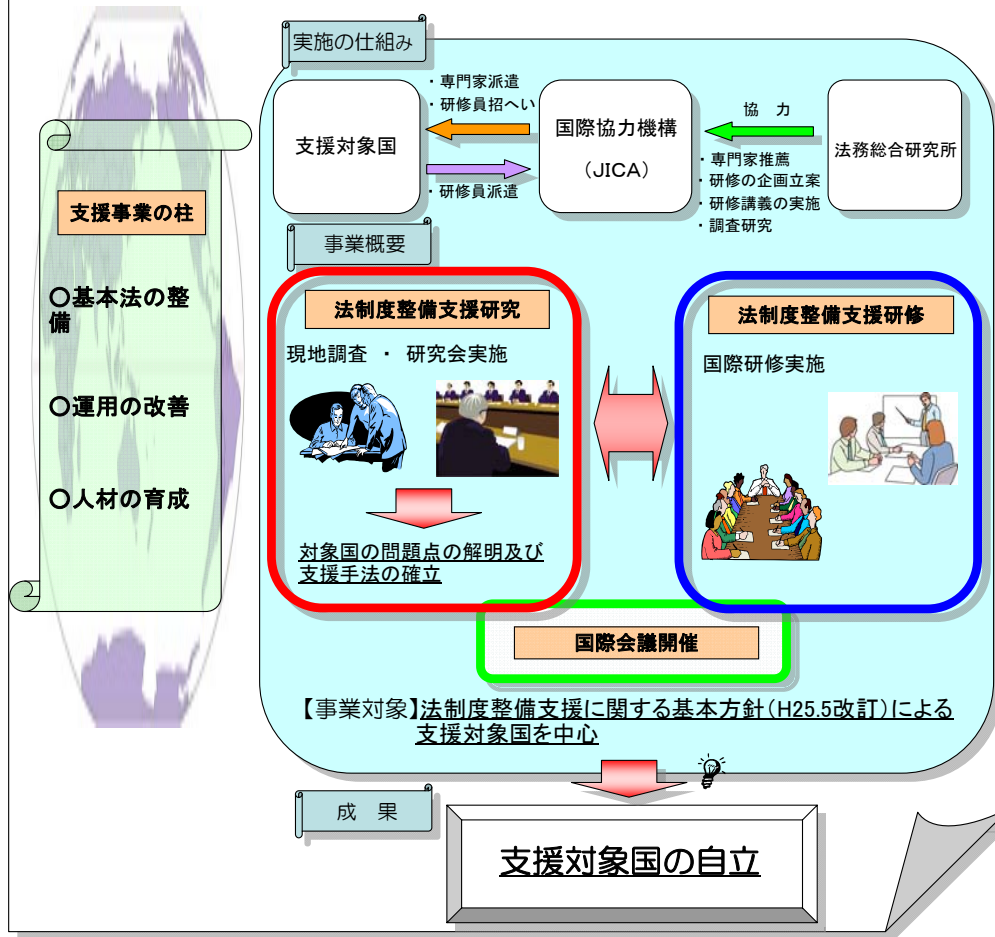 支援事業の柱
〇基本法の整
備
〇運用の改善
〇人材の育成
実施の仕組み
支援対象国
・専門家派遣
・研修員招へい
・研修員派遣
国際協力機構
(JICA)
協 力
・専門家推薦
・研修の企画立案
・研修講義の実施
・調査研究
法務総合研究所
事業概要
法制度整備支援研究
現地調査 ・ 研究会実施
対象国の問題点の解明及び
支援手法の確立
法制度整備支援研修
国際研修実施
国際会議開催
【事業対象】法制度整備支援に関する基本方針(H25.5改訂)による
支援対象国を中心
成 果
支援対象国の自立